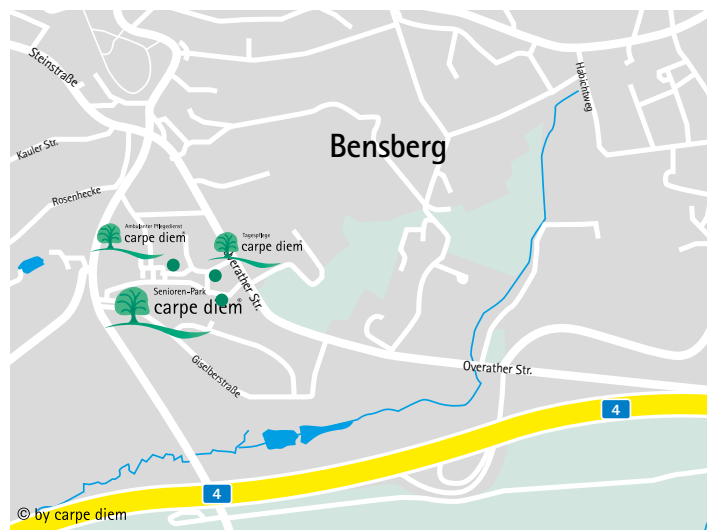 Steinstraße
Habichtweg
Kauler Str.
Bensberg
Rosenhecke
Ambulanter Pflegedienst
carpe diem®
Tagespflege
carpe diem®
Overather Str.
Senioren-Park
carpe diem®
Giselberstraße
Overather Str.
4
4
© by carpe diem